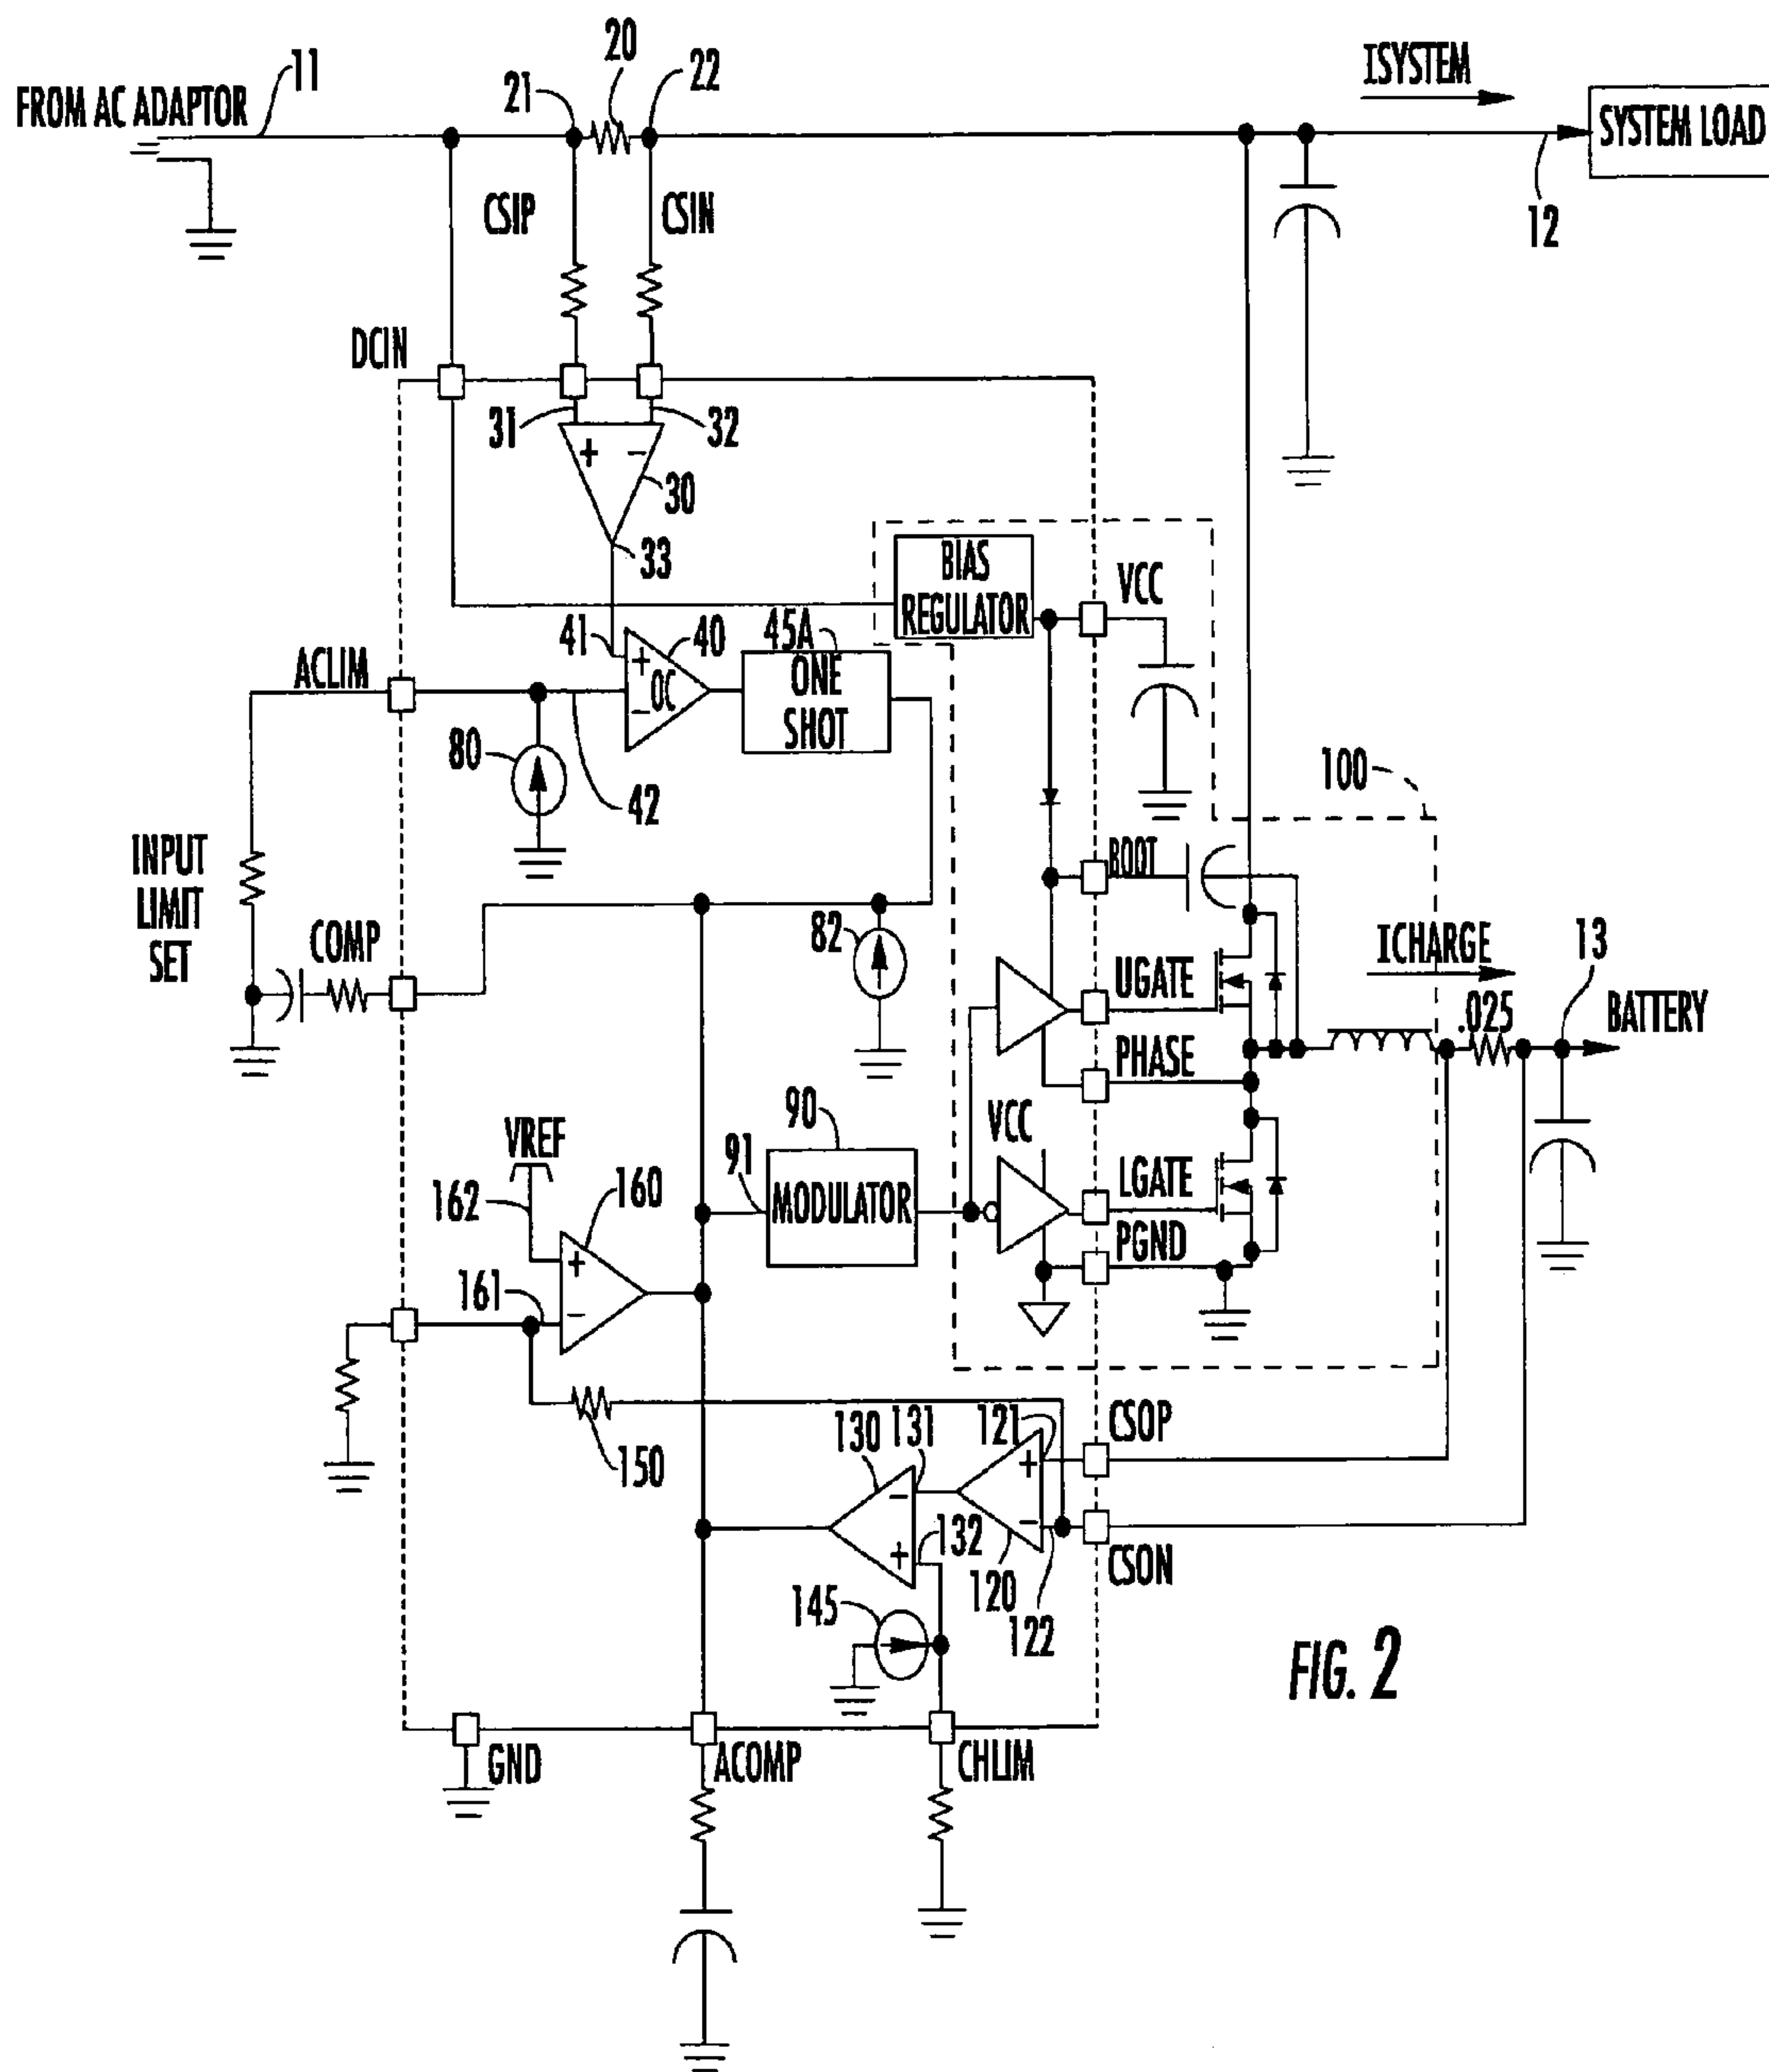 20
11
21
22
ISYSTEM
FROM AC ADAPTOR
SYSTEM LOAD
CSIP
CSIN
12
DCIN
31
32
+
−
30
33
BIAS
REGULATOR
VCC
41
40
45A
ACLIM
+
OC
−
ONE
SHOT
80
42
100
INPUT
LIMIT
SET
BOOT
COMP
82
ICHARGE
13
UGATE
.025
BATTERY
PHASE
90
VREF
VCC
91
162
160
MODULATOR
LGATE
+
PGND
161
−
CSOP
130
131
121
150
+
−
−
132
+
CSON
145
120
122
FIG. 2
GND
ACOMP
CHLIM